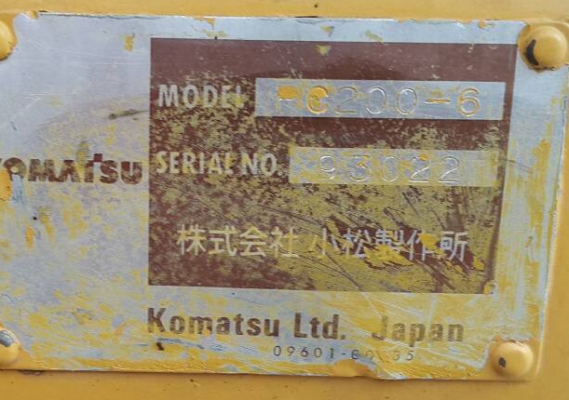 MODEL PC200-6
KOMATSU
SERIAL NO. 93022
株式会社 小松製作所
Komatsu Ltd. Japan